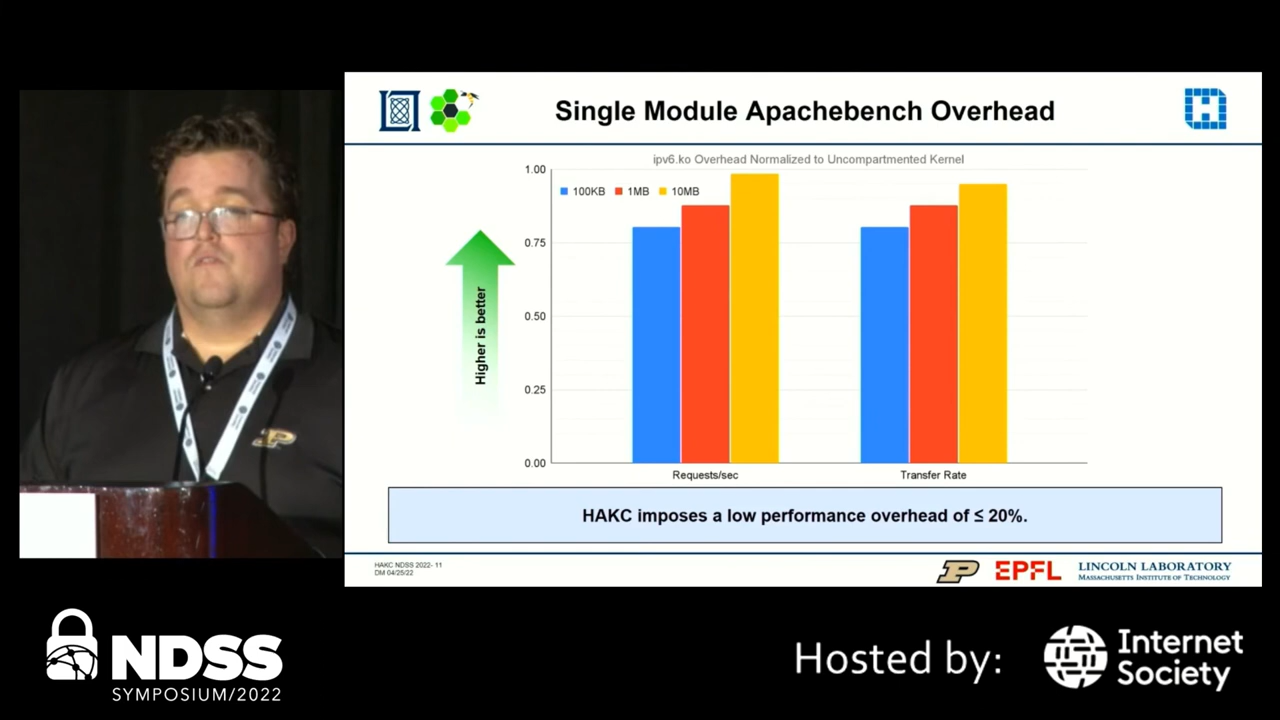 Single Module Apachebench Overhead
ipv6.ko Overhead Normalized to Uncompartmented Kernel
1.00
100KB 1MB 10MB
0.75
0.50
0.25
0.00
Higher is better
Requests/sec
Transfer Rate
HAKC imposes a low performance overhead of ≤ 20%.
HAKC NDSS 2022- 11
DM 04/25/22
P
EPFL
LINCOLN LABORATORY
MASSACHUSETTS INSTITUTE OF TECHNOLOGY
NDSS
SYMPOSIUM/2022
Hosted by:
Internet
Society